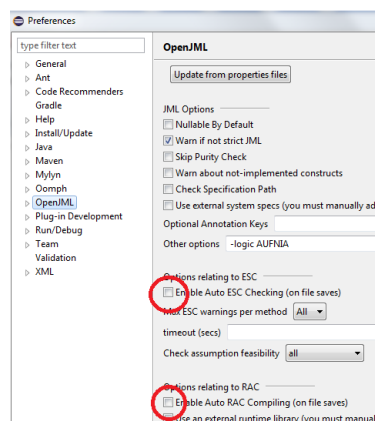 Preferences
type filter text
OpenJML
General
Ant
Code Recommenders
Gradle
Help
Install/Update
Java
Maven
Mylyn
Oomph
OpenJML
Plug-in Development
Run/Debug
Team
Validation
XML
Update from properties files
JML Options
Nullable By Default
Warn if not strict JML
Skip Purity Check
Warn about not-implemented constructs
Check Specification Path
Use external system specs (you must manually ad
Optional Annotation Keys
Other options -logic AUFNIA
Options relating to ESC
Enable Auto ESC Checking (on file saves)
Max ESC warnings per method All
timeout (secs)
Check assumption feasibility all
Options relating to RAC
Enable Auto RAC Compiling (on file saves)
Use an external runtime library (you must manual